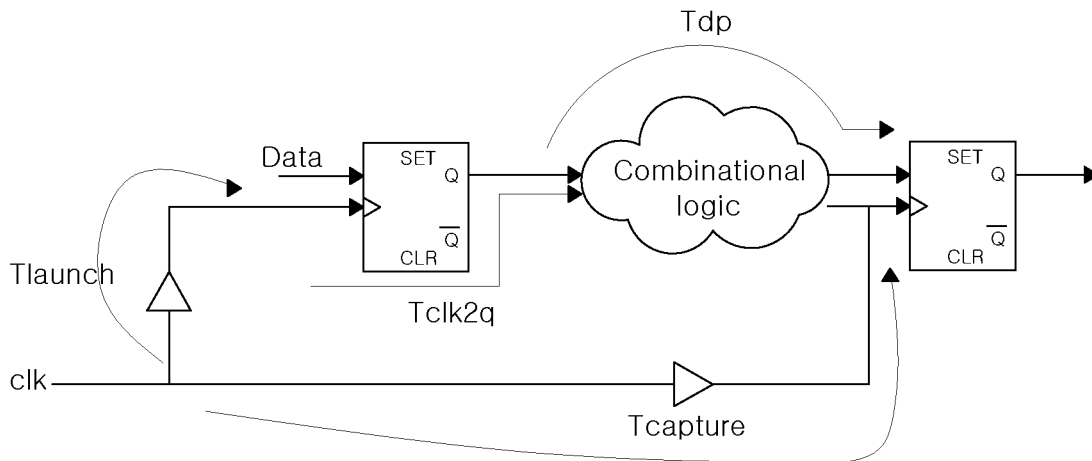 Tdp
Data
SET
Q
Q
CLR
Combinational
logic
SET
Q
Q
CLR
Tlaunch
Tclk2q
clk
Tcapture